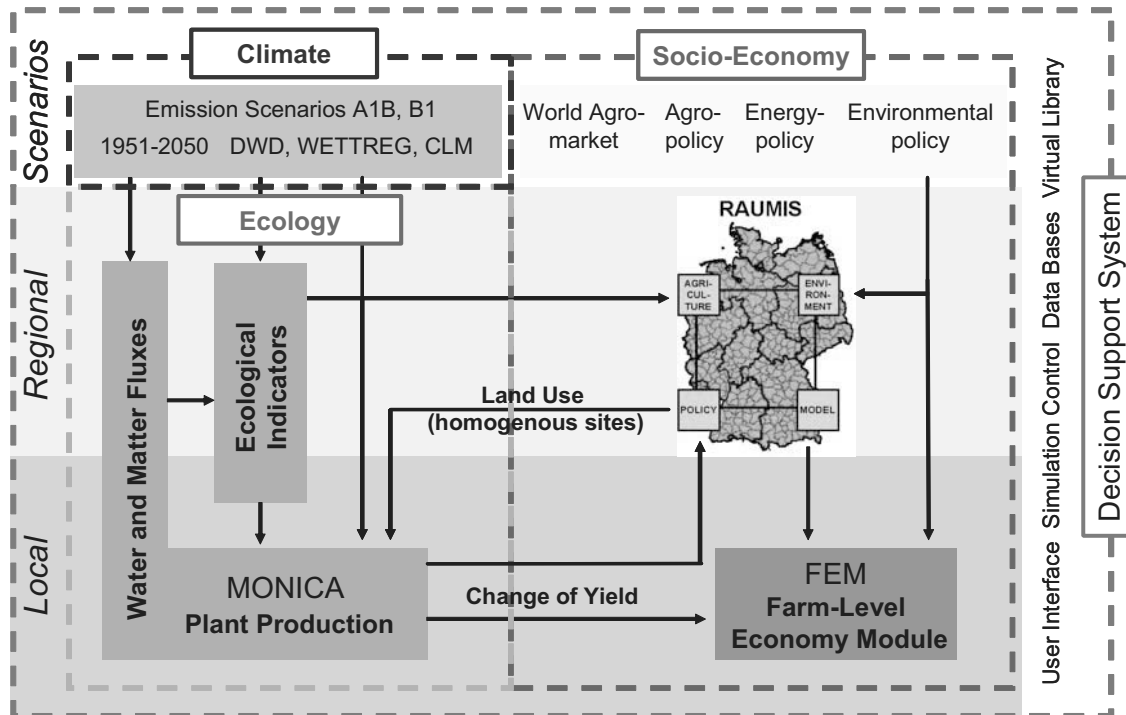 Scenarios
Climate
Socio-Economy
Emission Scenarios A1B, B1
1951-2050 DWD, WETTREG, CLM
World Agro-
market
Agro-
policy
Energy-
policy
Environmental
policy
Regional
Ecology
RAUMIS
AGRI-
CUL-
TURE
ENVI-
RON-
MENT
POLICY
MODEL
Water and Matter Fluxes
Ecological
Indicators
Land Use
(homogenous sites)
Local
MONICA
Plant Production
Change of Yield
FEM
Farm-Level
Economy Module
User Interface Simulation Control Data Bases Virtual Library
Decision Support System